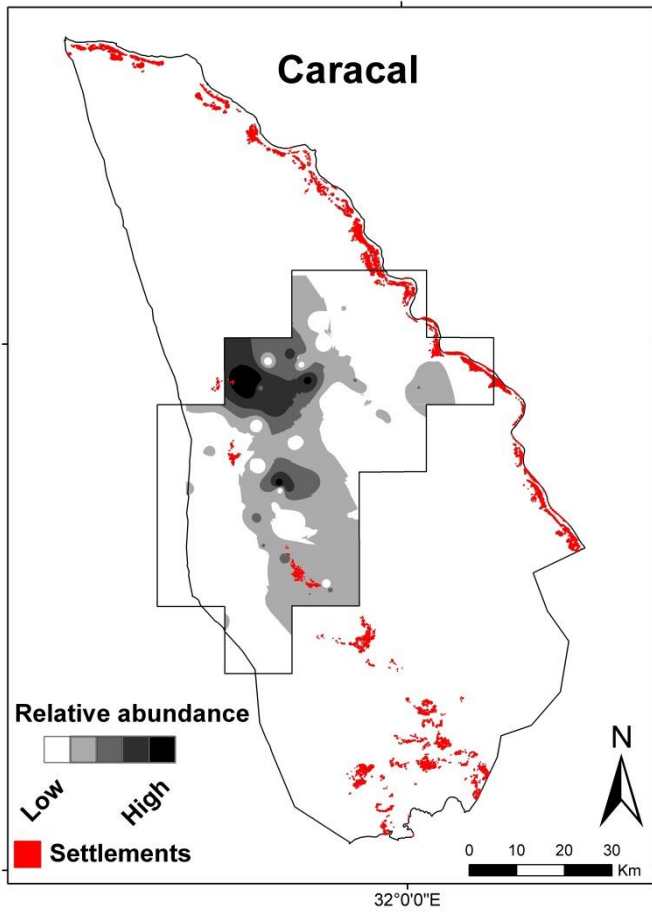 Caracal
Relative abundance
Low
High
Settlements
N
0 10 20 30
Km
32°0'0"E